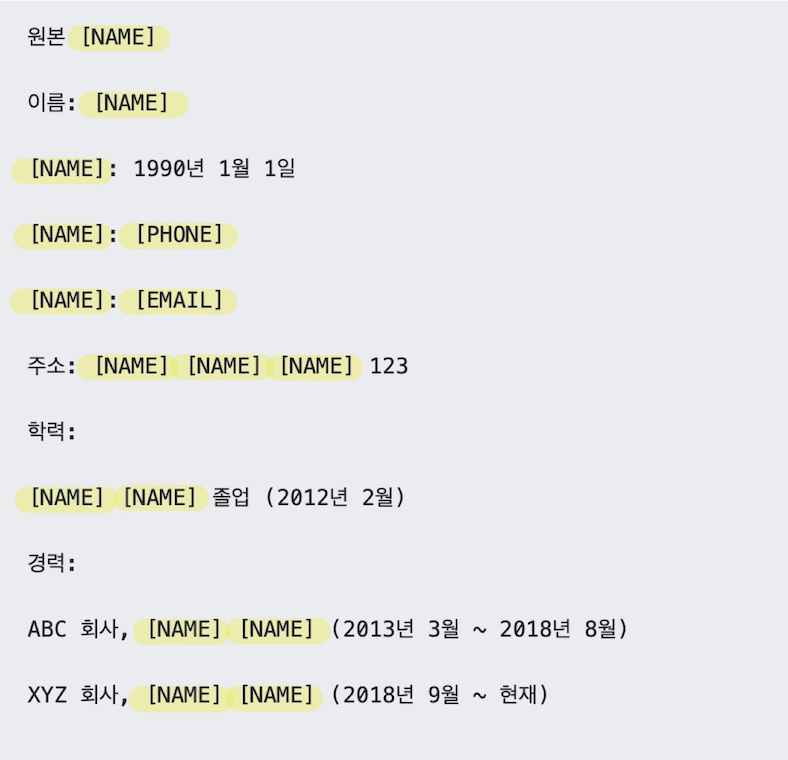 원본 [NAME]
이름: [NAME]
[NAME]: 1990년 1월 1일
[NAME]: [PHONE]
[NAME]: [EMAIL]
주소: [NAME] [NAME] [NAME] 123
학력:
[NAME] [NAME] 졸업 (2012년 2월)
경력:
ABC 회사, [NAME] [NAME] (2013년 3월 ~ 2018년 8월)
XYZ 회사, [NAME] [NAME] (2018년 9월 ~ 현재)